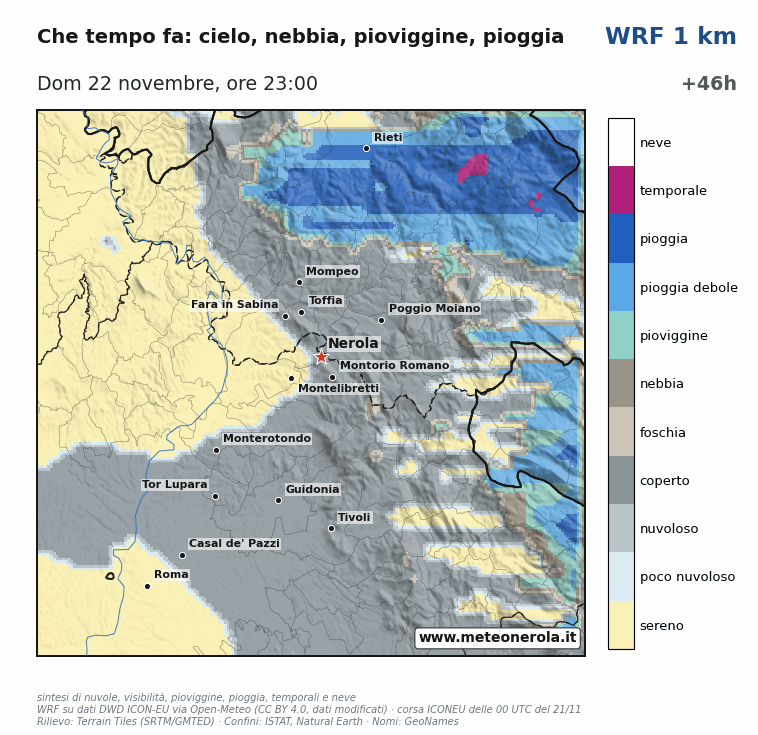 Che tempo fa: cielo, nebbia, pioviggine, pioggia
WRF 1 km
Dom 22 novembre, ore 23:00
+46h
Rieti
Mompeo
Fara in Sabina
Toffia
Poggio Moiano
Nerola
Montorio Romano
Montelibretti
Monterotondo
Tor Lupara
Guidonia
Tivoli
Casal de' Pazzi
Roma
www.meteonerola.it
neve
temporale
pioggia
pioggia debole
pioviggine
nebbia
foschia
coperto
nuvoloso
poco nuvoloso
sereno
sintesi di nuvole, visibilità, pioviggine, pioggia, temporali e neve
WRF su dati DWD ICON-EU via Open-Meteo (CC BY 4.0, dati modificati) · corsa ICONEU delle 00 UTC del 21/11
Rilievo: Terrain Tiles (SRTM/GMTED) · Confini: ISTAT, Natural Earth · Nomi: GeoNames